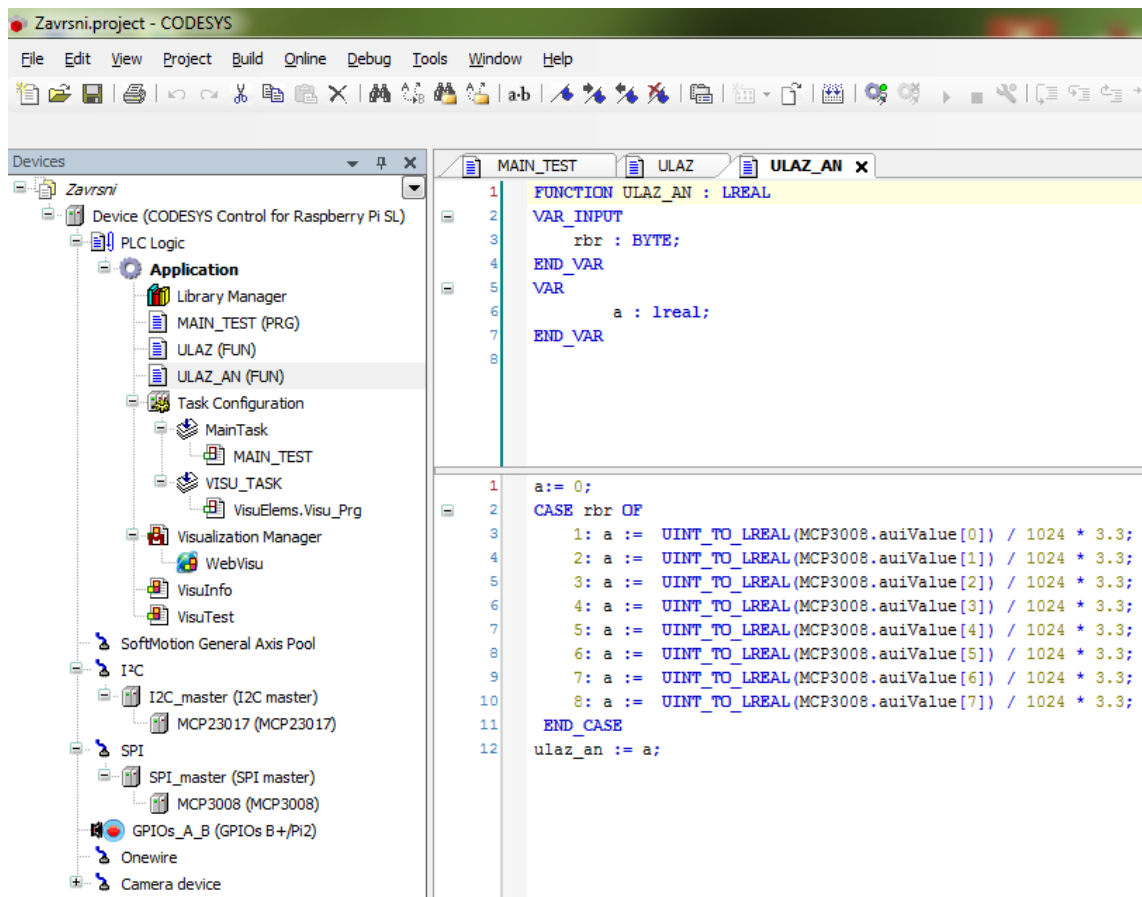 Zavrsni.project - CODESYS
File Edit View Project Build Online Debug Tools Window Help
Devices
Zavrsni
Device (CODESYS Control for Raspberry Pi SL)
PLC Logic
Application
Library Manager
MAIN_TEST (PRG)
ULAZ (FUN)
ULAZ_AN (FUN)
Task Configuration
MainTask
MAIN_TEST
VISU_TASK
VisuElems.Visu_Prg
Visualization Manager
WebVisu
VisuInfo
VisuTest
SoftMotion General Axis Pool
I²C
I2C_master (I2C master)
MCP23017 (MCP23017)
SPI
SPI_master (SPI master)
MCP3008 (MCP3008)
GPIOs_A_B (GPIOs B+/Pi2)
Onewire
Camera device
MAIN_TEST ULAZ ULAZ_AN
1 FUNCTION ULAZ_AN : LREAL
2 VAR_INPUT
3 rbr : BYTE;
4 END_VAR
5 VAR
6 a : lreal;
7 END_VAR
8
1 a:= 0;
2 CASE rbr OF
3 1: a := UINT_TO_LREAL(MCP3008.auiValue[0]) / 1024 * 3.3;
4 2: a := UINT_TO_LREAL(MCP3008.auiValue[1]) / 1024 * 3.3;
5 3: a := UINT_TO_LREAL(MCP3008.auiValue[2]) / 1024 * 3.3;
6 4: a := UINT_TO_LREAL(MCP3008.auiValue[3]) / 1024 * 3.3;
7 5: a := UINT_TO_LREAL(MCP3008.auiValue[4]) / 1024 * 3.3;
8 6: a := UINT_TO_LREAL(MCP3008.auiValue[5]) / 1024 * 3.3;
9 7: a := UINT_TO_LREAL(MCP3008.auiValue[6]) / 1024 * 3.3;
10 8: a := UINT_TO_LREAL(MCP3008.auiValue[7]) / 1024 * 3.3;
11 END_CASE
12 ulaz_an := a;